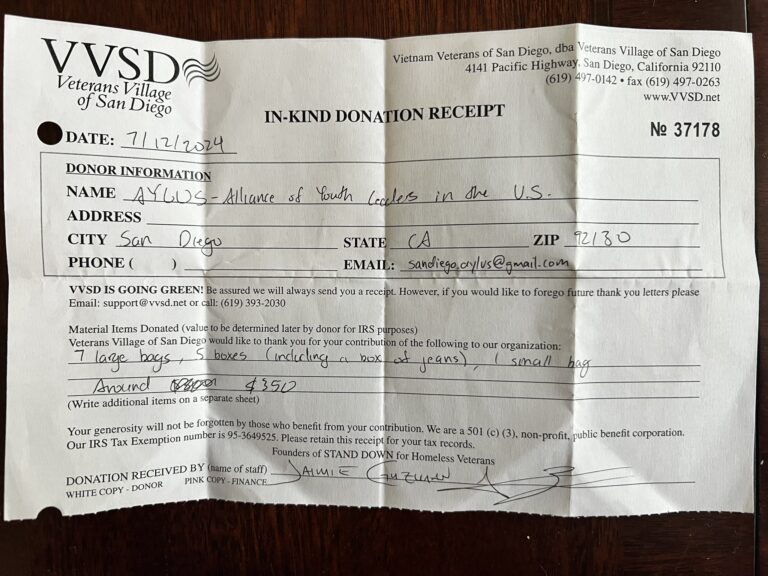 VVSD
Veterans Village
of San Diego
Vietnam Veterans of San Diego, dba Veterans Village of San Diego
4141 Pacific Highway, San Diego, California 92110
(619) 497-0142 • fax (619) 497-0263
www.VVSD.net
IN-KIND DONATION RECEIPT
DATE: 7/12/2024
№ 37178
DONOR INFORMATION
NAME AYLUS - Alliance of Youth Leaders in the U.S.
ADDRESS
CITY San Diego STATE CA ZIP 92130
PHONE ( ) EMAIL: sandiego.aylus@gmail.com
VVSD IS GOING GREEN! Be assured we will always send you a receipt. However, if you would like to forego future thank you letters please
Email: support@vvsd.net or call: (619) 393-2030
Material Items Donated (value to be determined later by donor for IRS purposes)
Veterans Village of San Diego would like to thank you for your contribution of the following to our organization:
7 large bags, 5 boxes (including a box of jeans), 1 small bag
Around $350
(Write additional items on a separate sheet)
Your generosity will not be forgotten by those who benefit from your contribution. We are a 501 (c) (3), non-profit, public benefit corporation.
Our IRS Tax Exemption number is 95-3649525. Please retain this receipt for your tax records.
Founders of STAND DOWN for Homeless Veterans
DONATION RECEIVED BY (name of staff) JAIMIE GUZMAN
WHITE COPY - DONOR PINK COPY - FINANCE